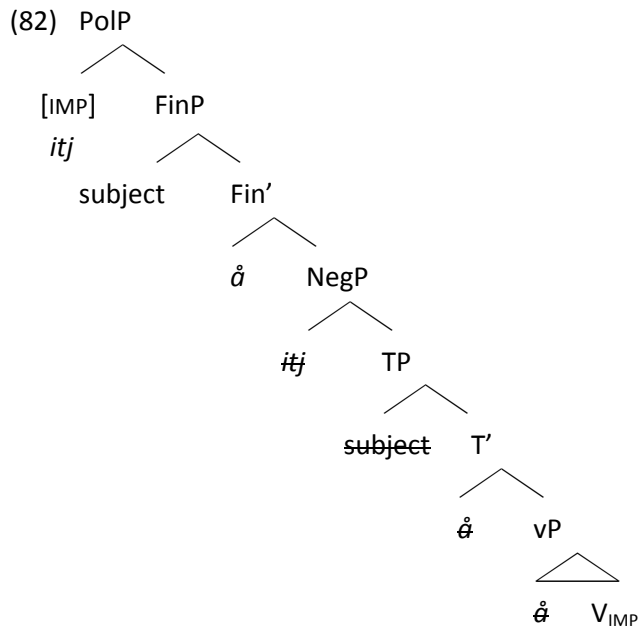 (82) PolP
[IMP] FinP
itj
subject Fin’
å NegP
itj TP
subject T’
å vP
å V_IMP